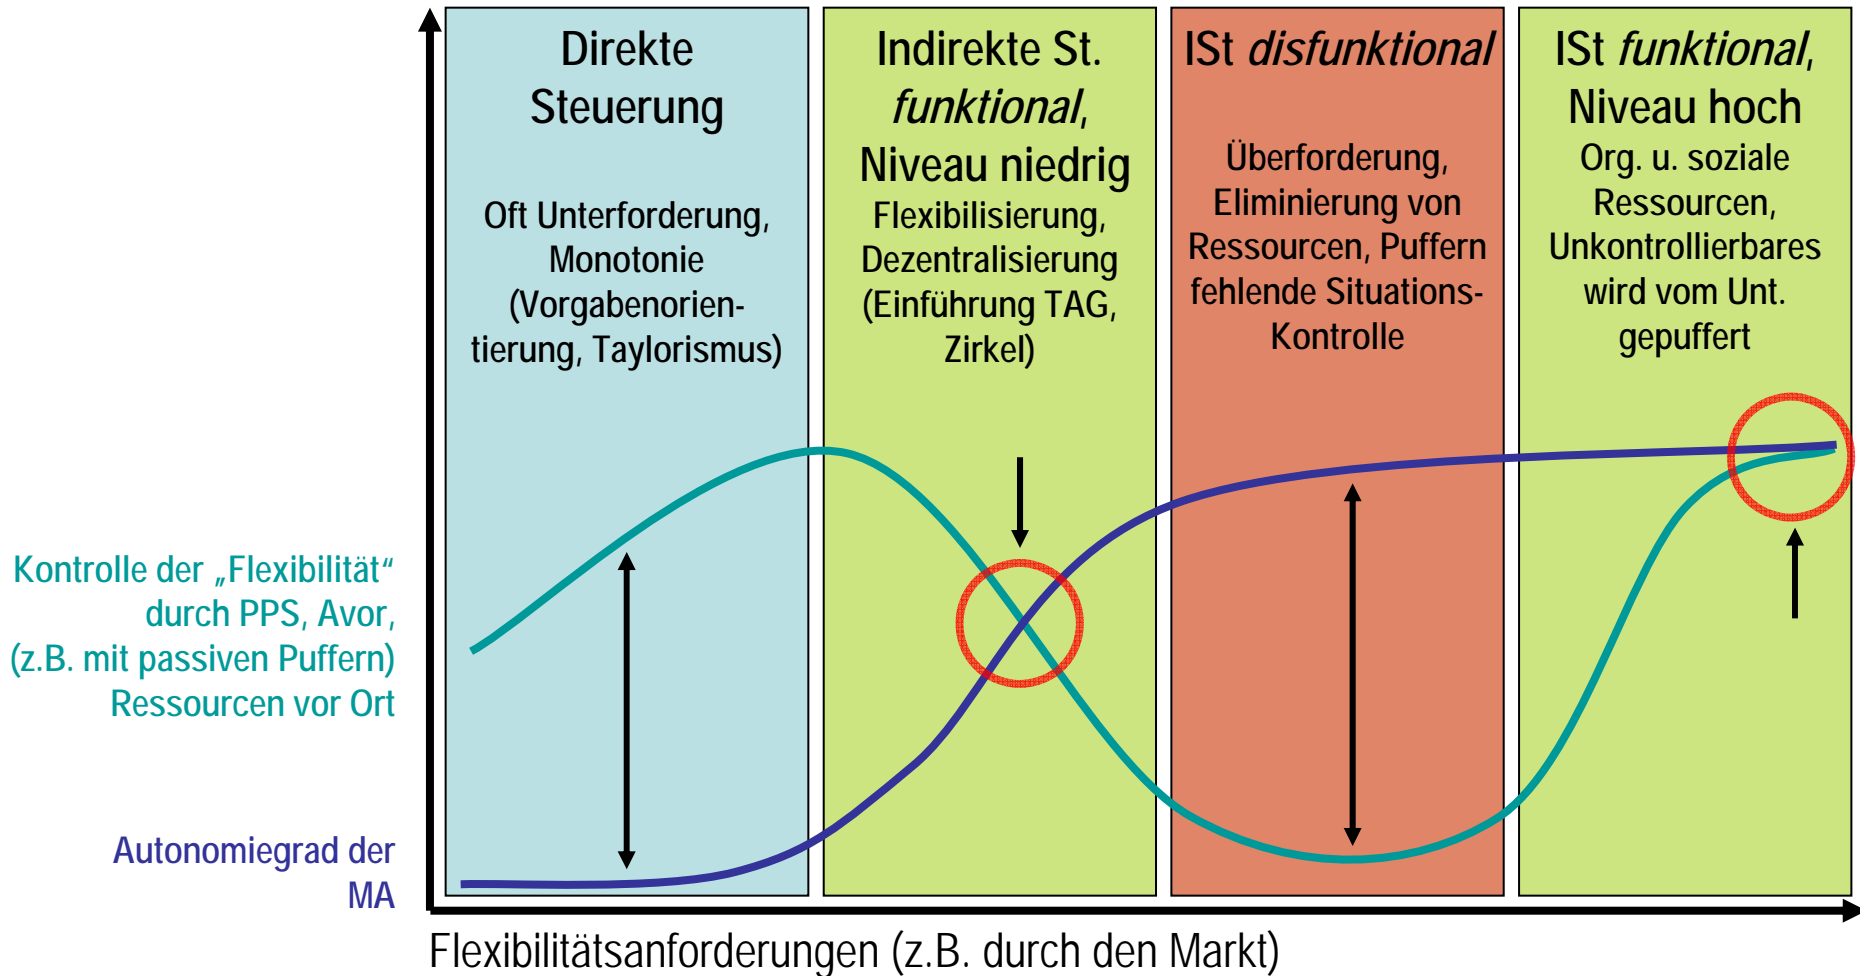 Direkte
Steuerung
Oft Unterforderung,
Monotonie
(Vorgabenorien-
tierung, Taylorismus)
Indirekte St.
funktional,
Niveau niedrig
Flexibilisierung,
Dezentralisierung
(Einführung TAG,
Zirkel)
ISt disfunktional
Überforderung,
Eliminierung von
Ressourcen, Puffern
fehlende Situations-
Kontrolle
ISt funktional,
Niveau hoch
Org. u. soziale
Ressourcen,
Unkontrollierbares
wird vom Unt.
gepuffert
Kontrolle der „Flexibilität“
durch PPS, Avor,
(z.B. mit passiven Puffern)
Ressourcen vor Ort
Autonomiegrad der
MA
Flexibilitätsanforderungen (z.B. durch den Markt)